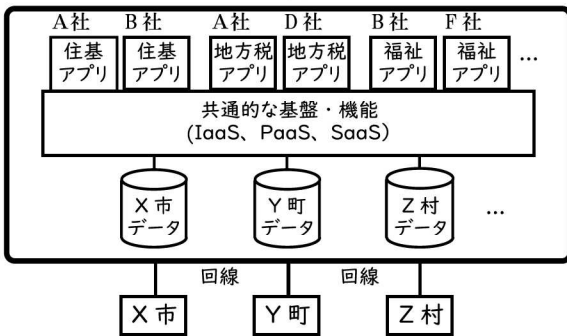 A社 B社 A社 D社 B社 F社
住基 住基 地方税 地方税 福祉 福祉
アプリ アプリ アプリ アプリ アプリ アプリ …
共通的な基盤・機能
(IaaS、PaaS、SaaS)
X市 Y町 Z村
データ データ データ …
回線 回線
X市 Y町 Z村